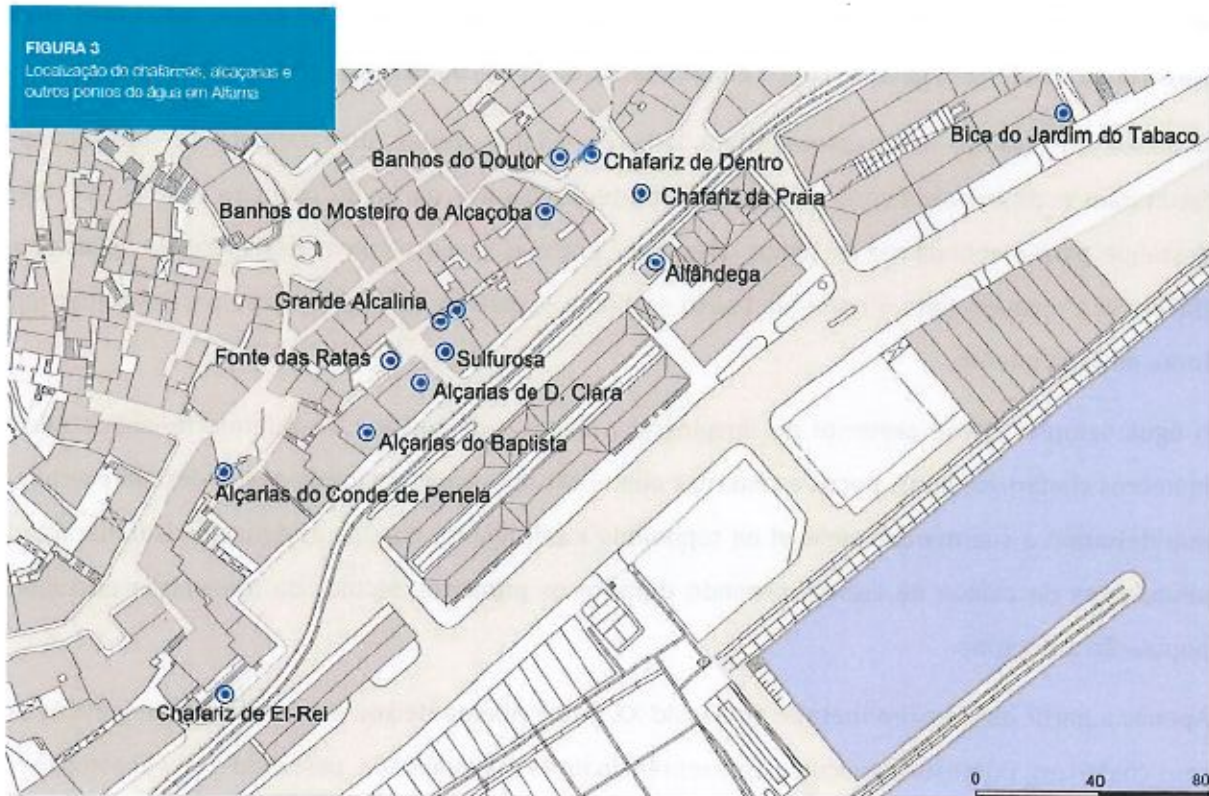 FIGURA 3
Localização de chafarizes, alcaçarias e
outros pontos de água em Alfama
Bica do Jardim do Tabaco
Banhos do Doutor
Chafariz de Dentro
Chafariz da Praia
Banhos do Mosteiro de Alcaçoba
Alfândega
Grande Alcalina
Fonte das Ratas
Sulfurosa
Alçarias de D. Clara
Alçarias do Baptista
Alçarias do Conde de Penela
Chafariz de El-Rei
0 40 80